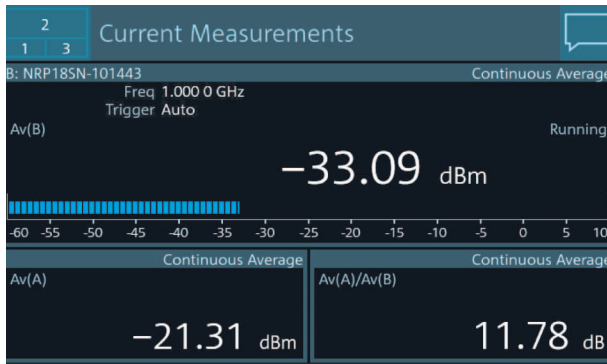 2
1 3
Current Measurements
B: NRP18SN-101443 Continuous Average
Freq 1.000 0 GHz
Trigger Auto
Av(B) Running
−33.09 dBm
-60 -55 -50 -45 -40 -35 -30 -25 -20 -15 -10 -5 0 5 10
Continuous Average
Av(A)
−21.31 dBm
Continuous Average
Av(A)/Av(B)
11.78 dB